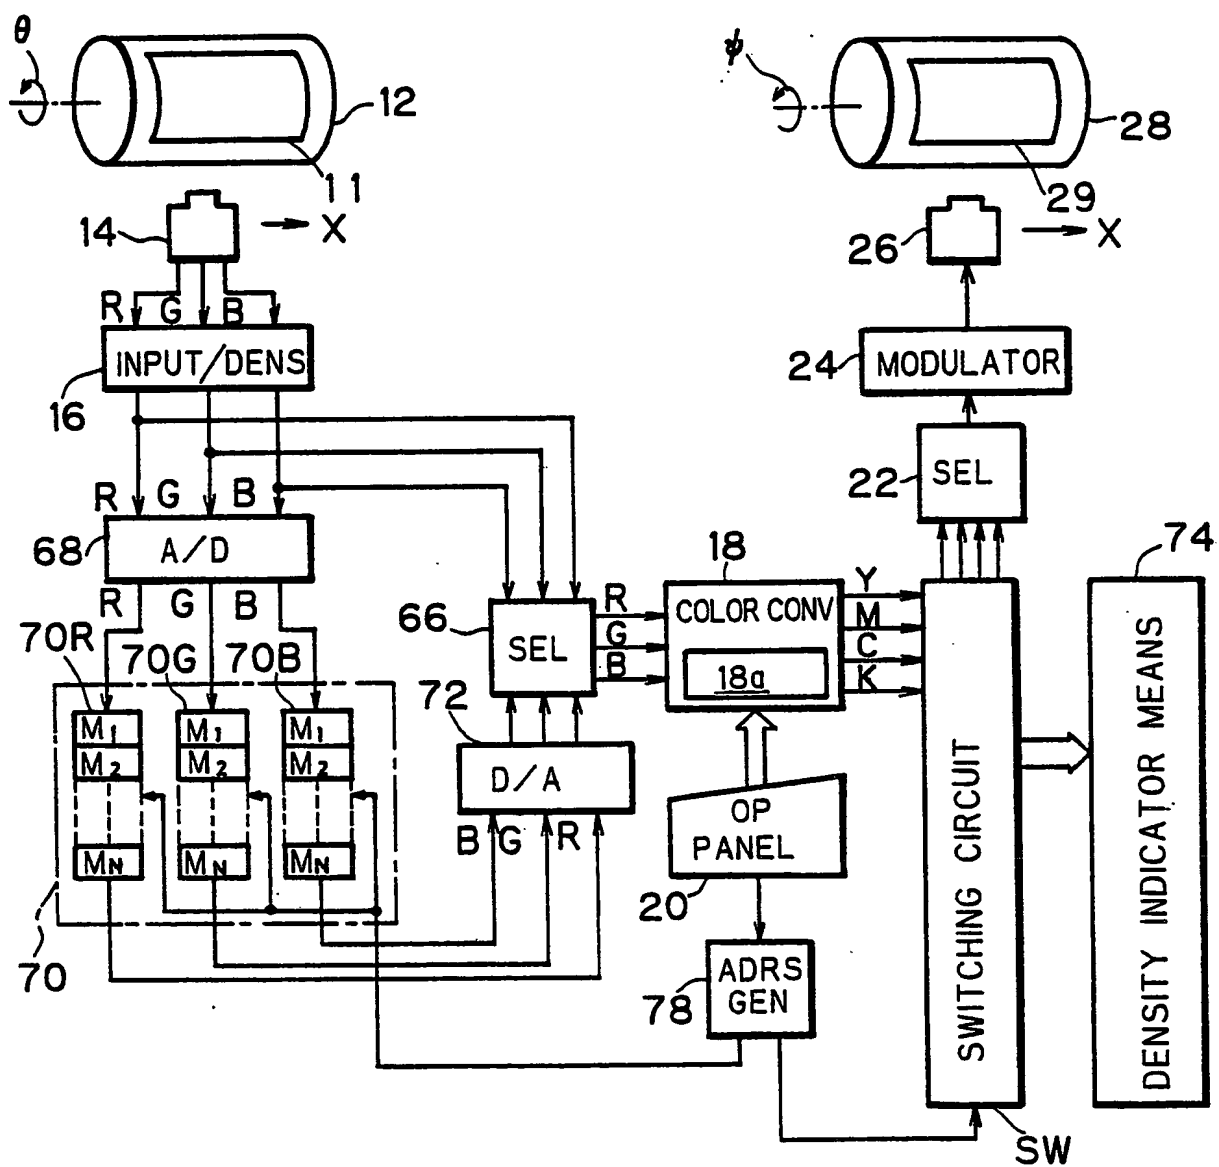 θ
12
11
14
X
R G B
INPUT/DENS
16
R G B
A/D
68
R G B
70R
70G
70B
M1
M2
MN
M1
M2
MN
M1
M2
MN
70
66
SEL
R
G
B
72
D/A
B G R
18
COLOR CONV
18a
Y
M
C
K
OP
PANEL
20
ADRS
GEN
78
ψ
28
29
26
X
24
MODULATOR
22
SEL
SWITCHING CIRCUIT
SW
74
DENSITY INDICATOR MEANS